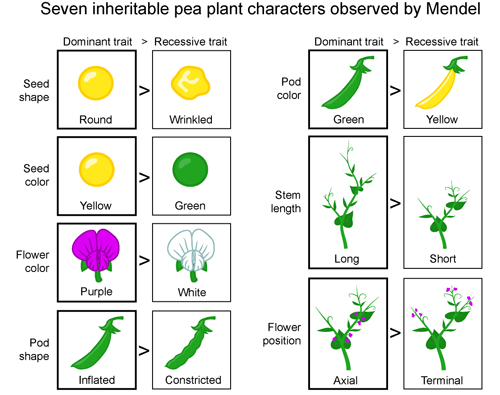 Seven inheritable pea plant characters observed by Mendel
Dominant trait > Recessive trait
Seed shape
Round > Wrinkled
Seed color
Yellow > Green
Flower color
Purple > White
Pod shape
Inflated > Constricted
Dominant trait > Recessive trait
Pod color
Green > Yellow
Stem length
Long > Short
Flower position
Axial > Terminal